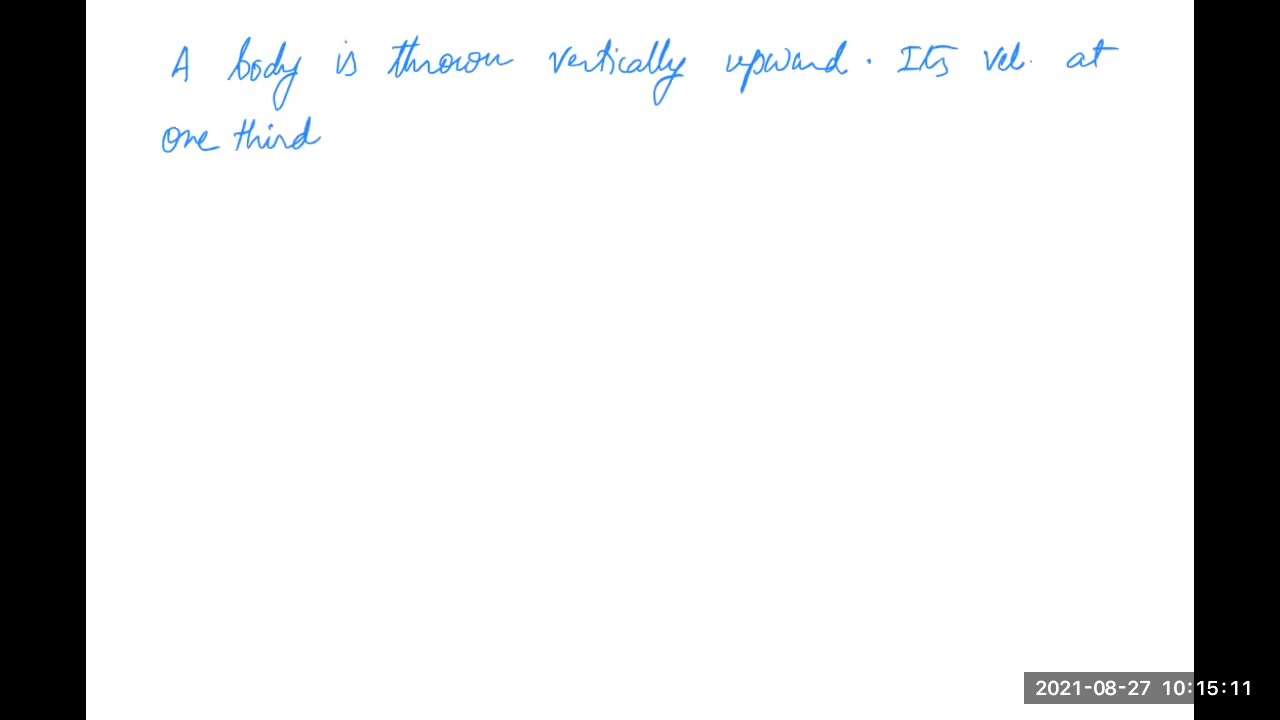 A body is thrown vertically upward. Its vel. at
one third
2021-08-27 10:15:11